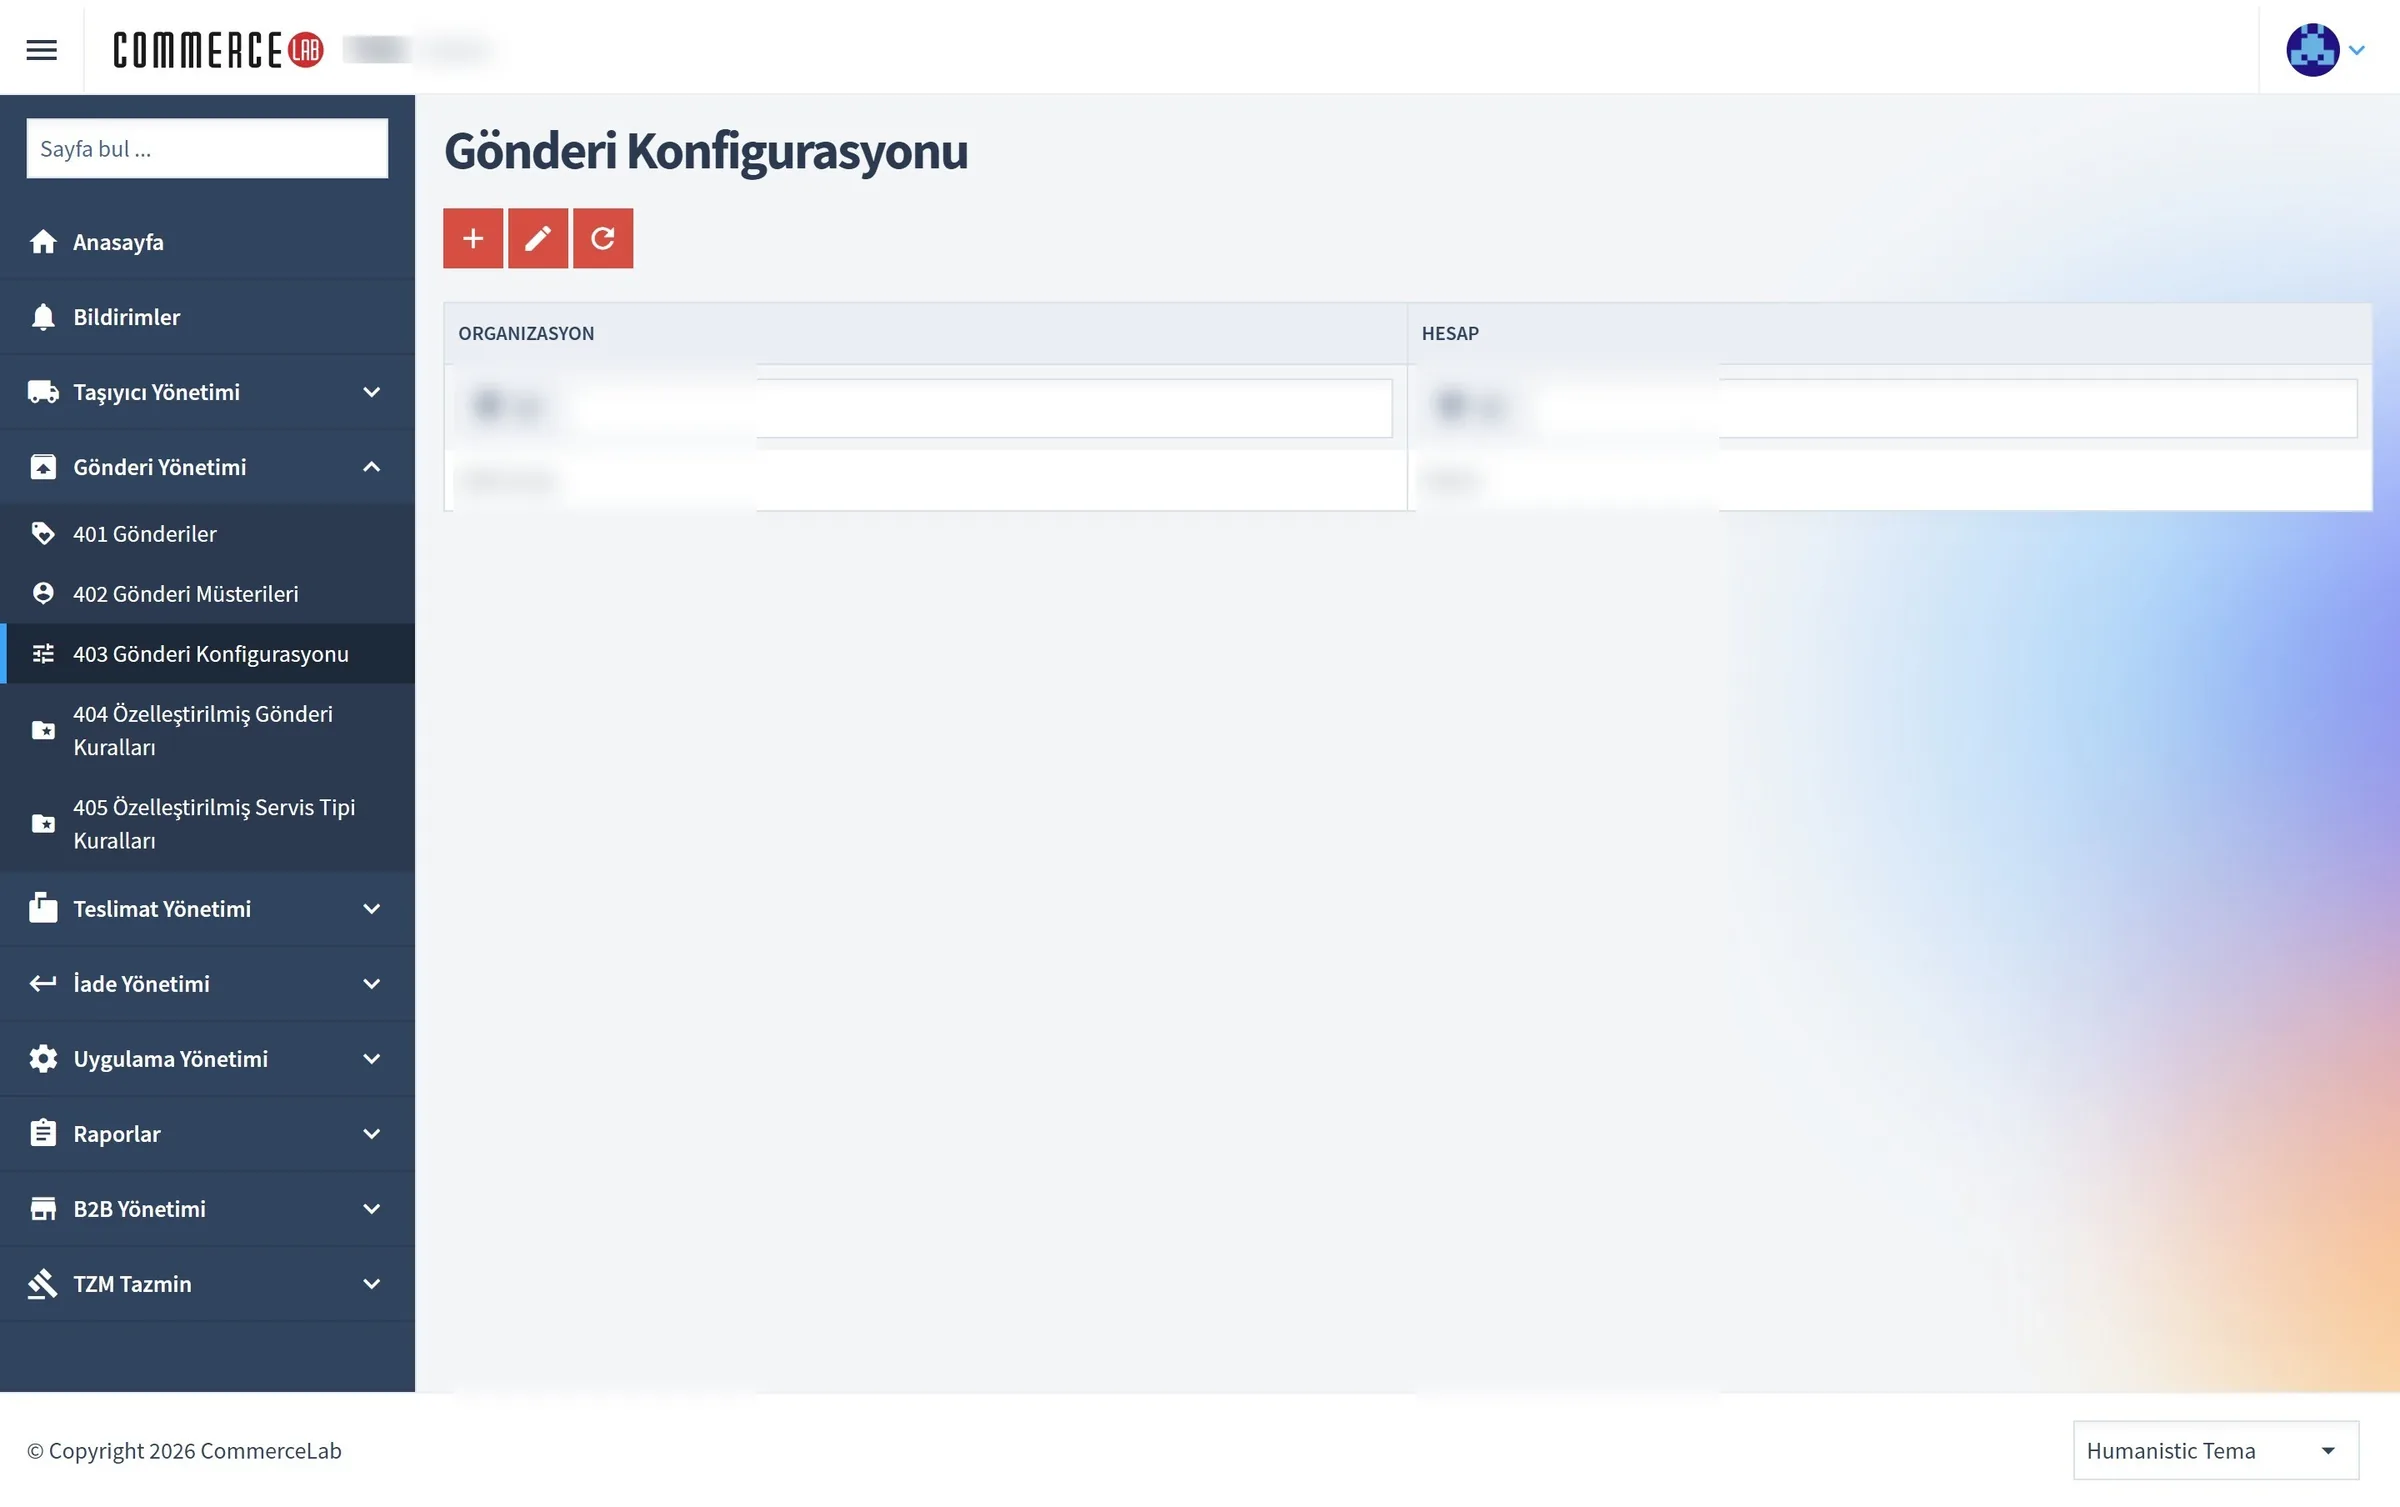 COMMERCE LAB
Sayfa bul ...
Anasayfa
Bildirimler
Taşıyıcı Yönetimi
Gönderi Yönetimi
401 Gönderiler
402 Gönderi Müsterileri
403 Gönderi Konfigurasyonu
404 Özelleştirilmiş Gönderi
Kuralları
405 Özelleştirilmiş Servis Tipi
Kuralları
Teslimat Yönetimi
İade Yönetimi
Uygulama Yönetimi
Raporlar
B2B Yönetimi
TZM Tazmin
Gönderi Konfigurasyonu
ORGANIZASYON
HESAP
© Copyright 2026 CommerceLab
Humanistic Tema